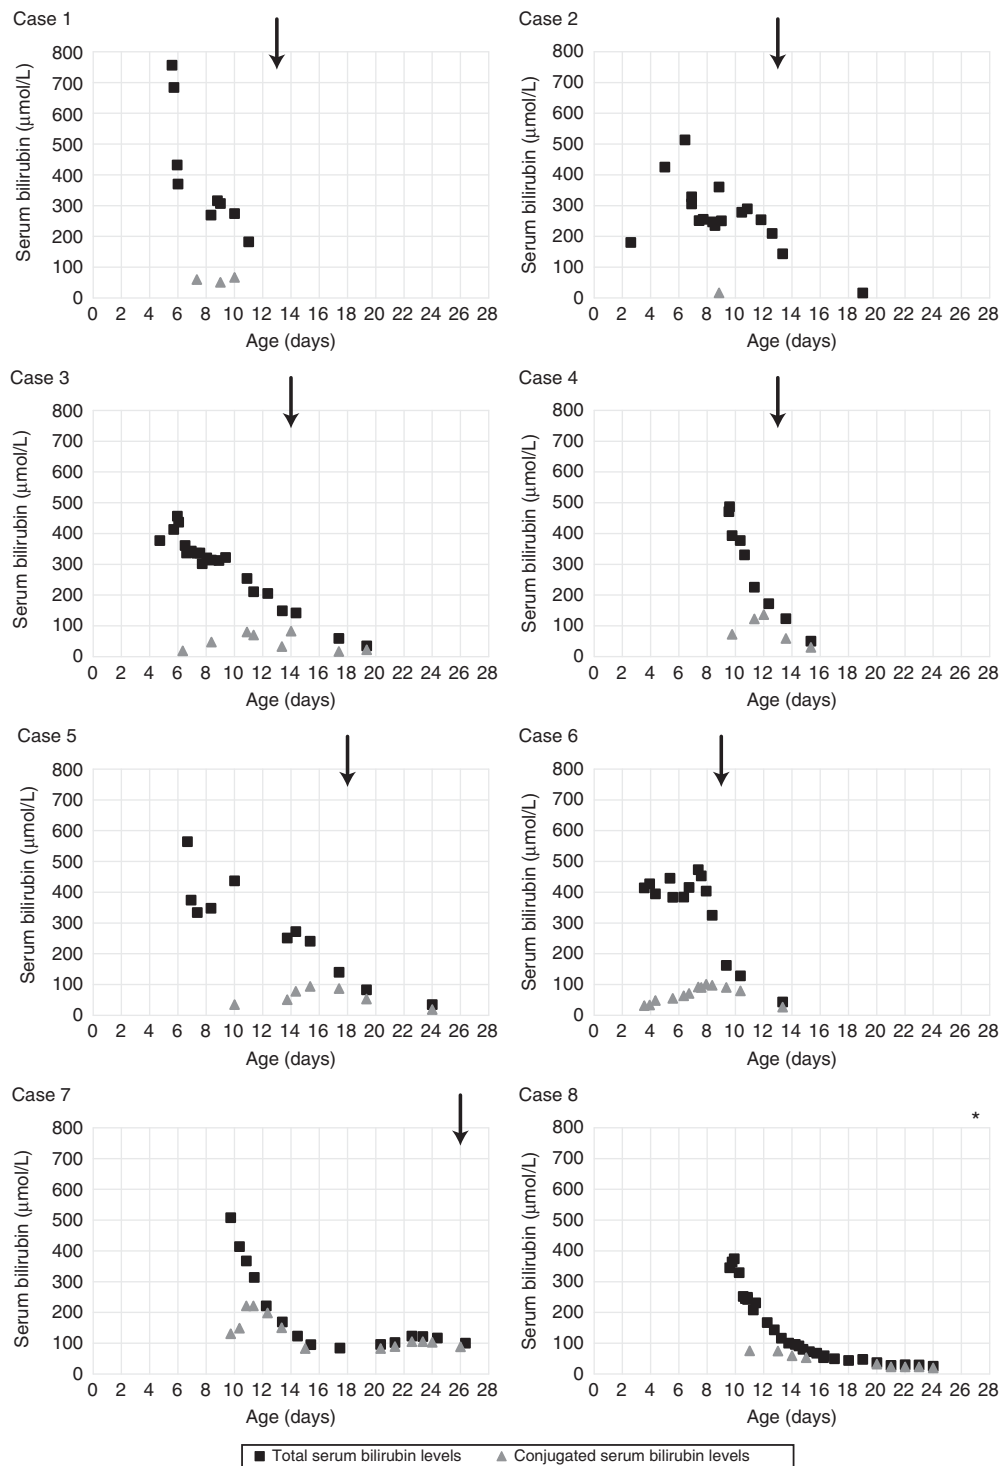 Case 1
Case 2
800
700
600
500
400
300
200
100
0
Serum bilirubin (μmol/L)
0 2 4 6 8 10 12 14 16 18 20 22 24 26 28
Age (days)
800
700
600
500
400
300
200
100
0
Serum bilirubin (μmol/L)
0 2 4 6 8 10 12 14 16 18 20 22 24 26 28
Age (days)
Case 3
Case 4
800
700
600
500
400
300
200
100
0
Serum bilirubin (μmol/L)
0 2 4 6 8 10 12 14 16 18 20 22 24 26 28
Age (days)
800
700
600
500
400
300
200
100
0
Serum bilirubin (μmol/L)
0 2 4 6 8 10 12 14 16 18 20 22 24 26 28
Age (days)
Case 5
Case 6
800
700
600
500
400
300
200
100
0
Serum bilirubin (μmol/L)
0 2 4 6 8 10 12 14 16 18 20 22 24 26 28
Age (days)
800
700
600
500
400
300
200
100
0
Serum bilirubin (μmol/L)
0 2 4 6 8 10 12 14 16 18 20 22 24 26 28
Age (days)
Case 7
Case 8
800
700
600
500
400
300
200
100
0
Serum bilirubin (μmol/L)
0 2 4 6 8 10 12 14 16 18 20 22 24 26 28
Age (days)
*
800
700
600
500
400
300
200
100
0
Serum bilirubin (μmol/L)
0 2 4 6 8 10 12 14 16 18 20 22 24 26 28
Age (days)
Total serum bilirubin levels
Conjugated serum bilirubin levels